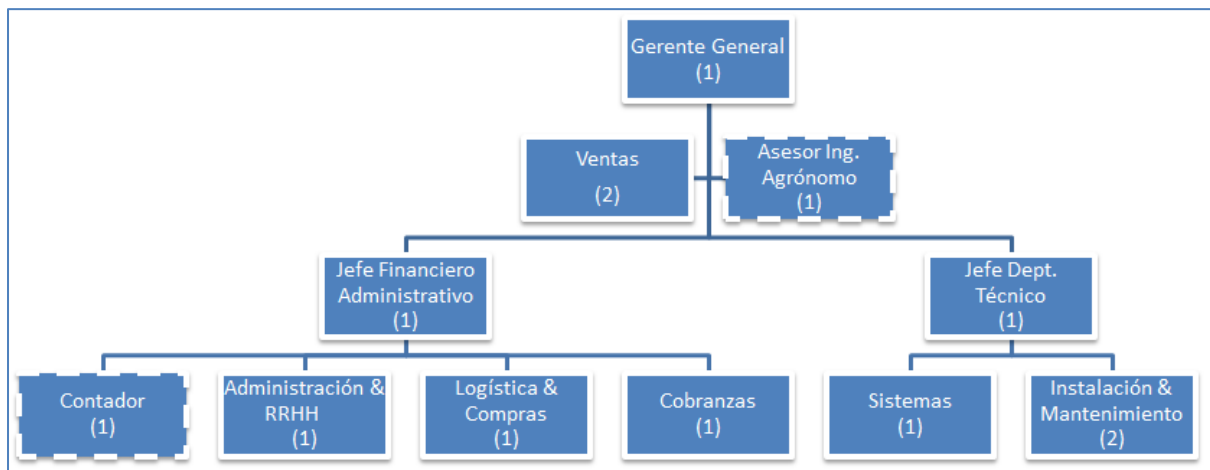 Gerente General
(1)
Ventas
(2)
Asesor Ing.
Agrónomo
(1)
Jefe Financiero
Administrativo
(1)
Jefe Dept.
Técnico
(1)
Contador
(1)
Administración &
RRHH
(1)
Logística &
Compras
(1)
Cobranzas
(1)
Sistemas
(1)
Instalación &
Mantenimiento
(2)